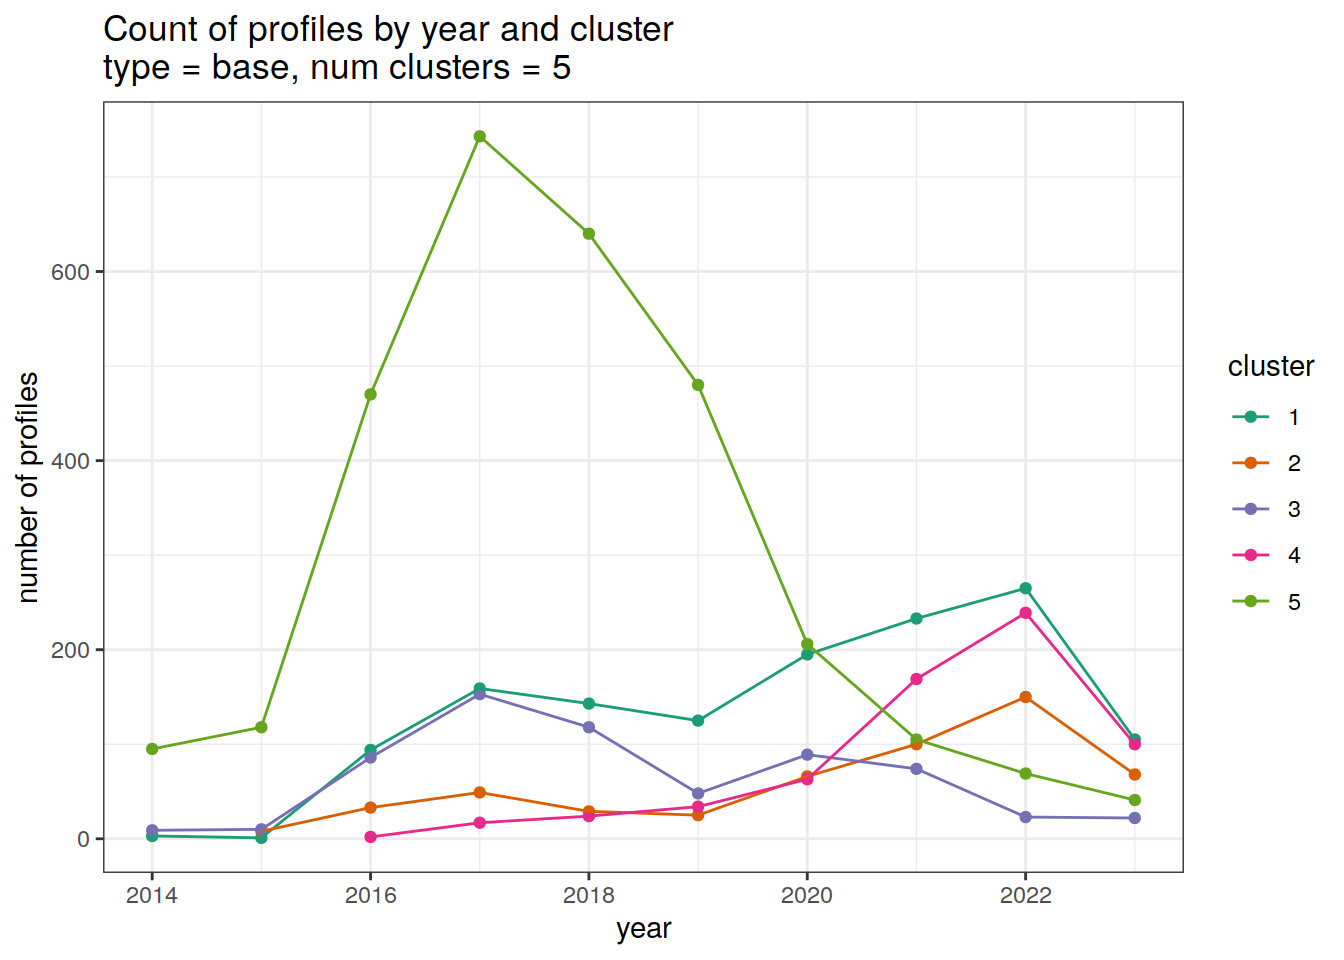 Count of profiles by year and cluster
type = base, num clusters = 5
number of profiles
600
400
200
0
2014
2016
2018
2020
2022
year
cluster
1
2
3
4
5